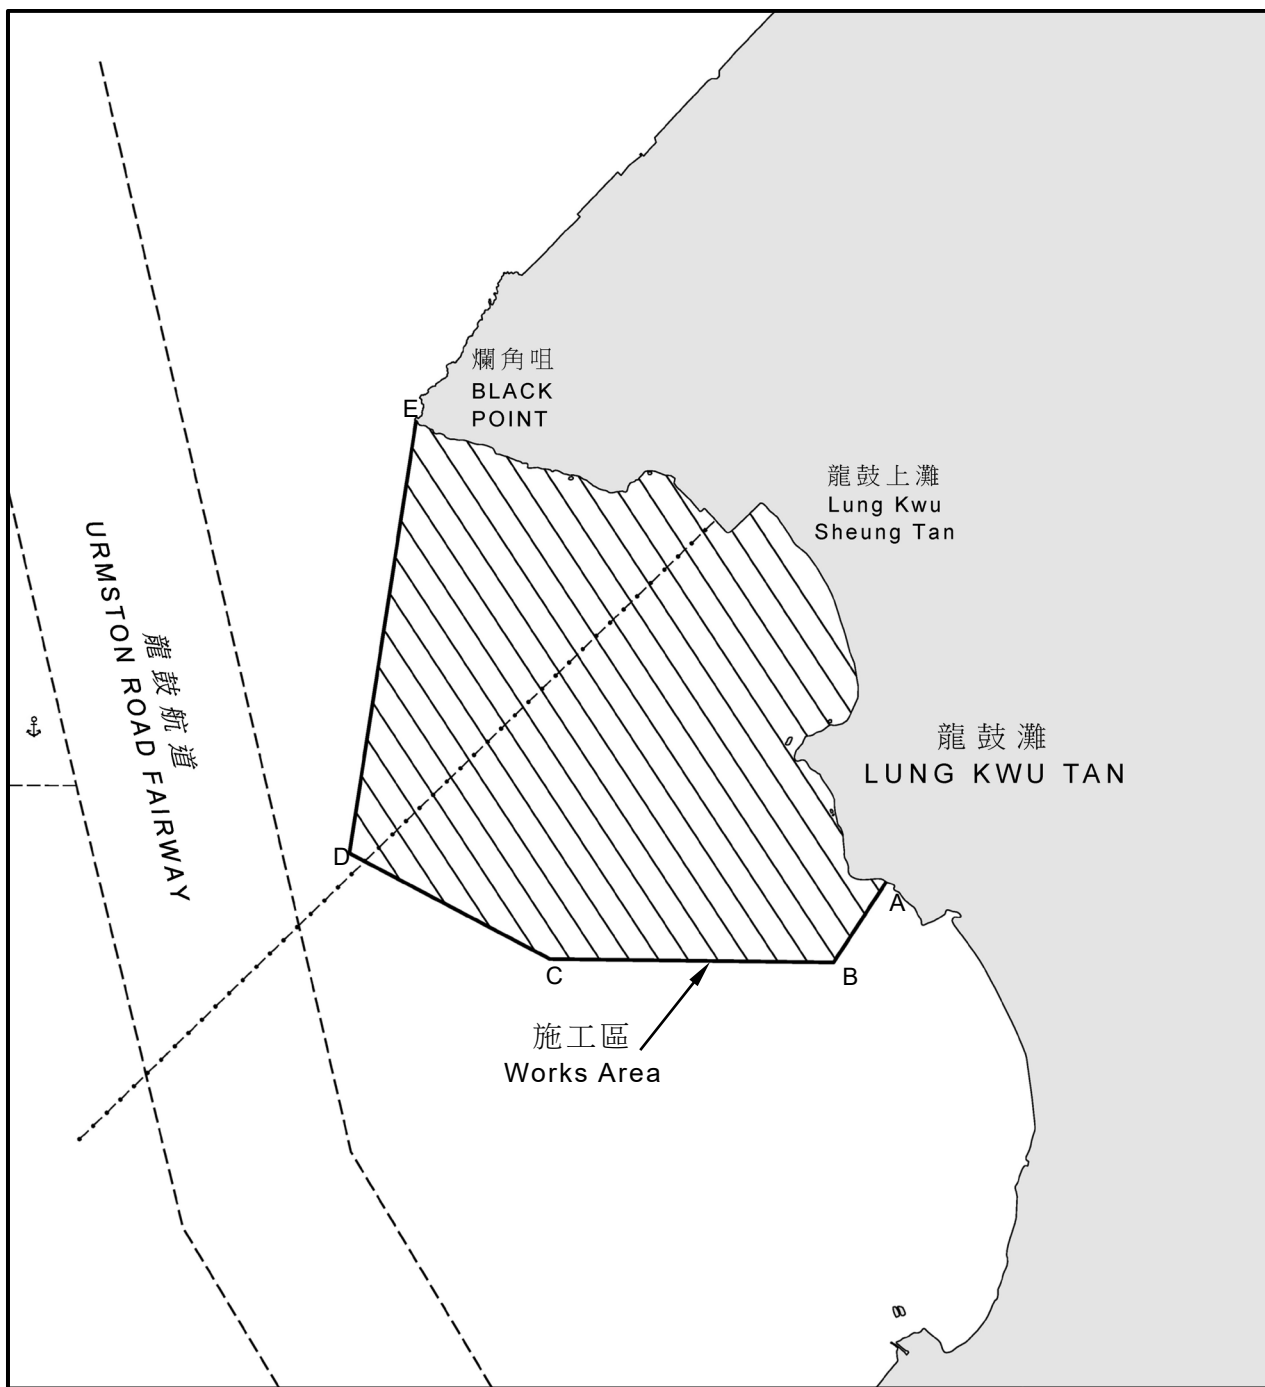 爛角咀
BLACK
POINT
E
龍鼓上灘
Lung Kwu
Sheung Tan
龍鼓航道
URMSTON ROAD FAIRWAY
龍鼓灘
LUNG KWU TAN
D
A
C
B
施工區
Works Area